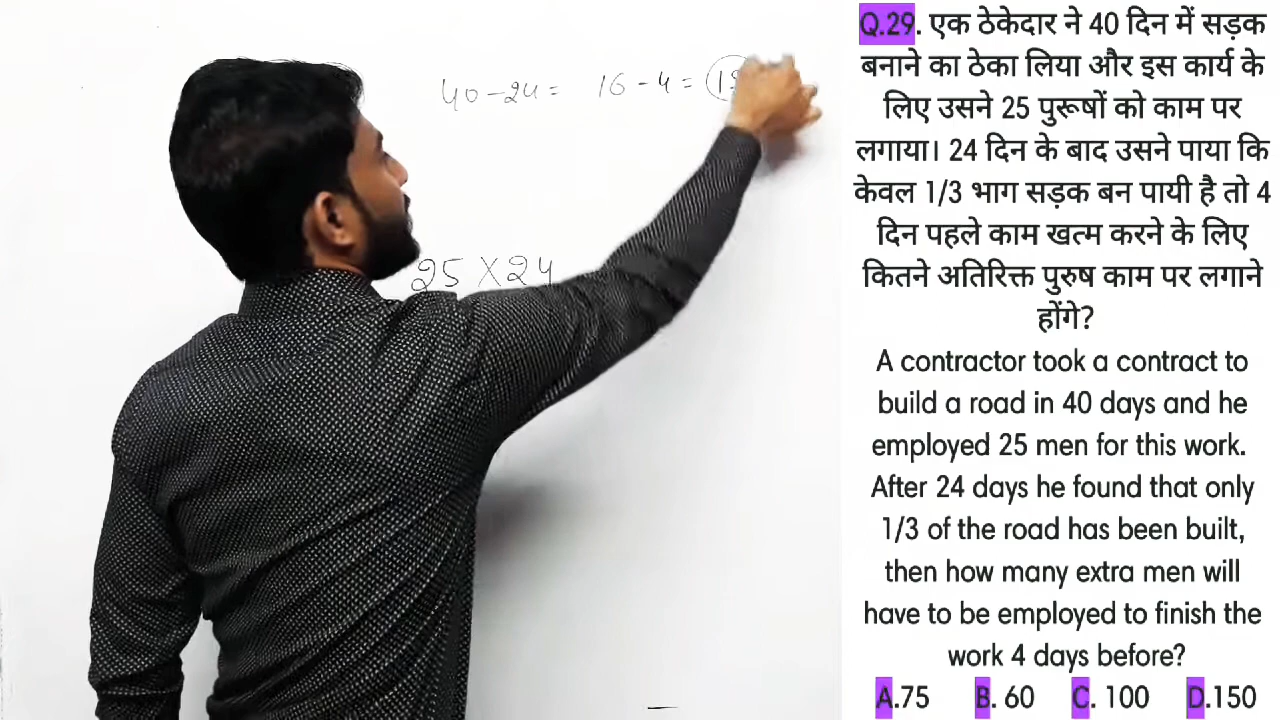 40-24= 16-4=
25 X 24
Q.29. एक ठेकेदार ने 40 दिन में सड़क
बनाने का ठेका लिया और इस कार्य के
लिए उसने 25 पुरूषों को काम पर
लगाया। 24 दिन के बाद उसने पाया कि
केवल 1/3 भाग सड़क बन पायी है तो 4
दिन पहले काम खत्म करने के लिए
कितने अतिरिक्त पुरुष काम पर लगाने
होंगे?
A contractor took a contract to
build a road in 40 days and he
employed 25 men for this work.
After 24 days he found that only
1/3 of the road has been built,
then how many extra men will
have to be employed to finish the
work 4 days before?
A.75 B. 60 C. 100 D.150